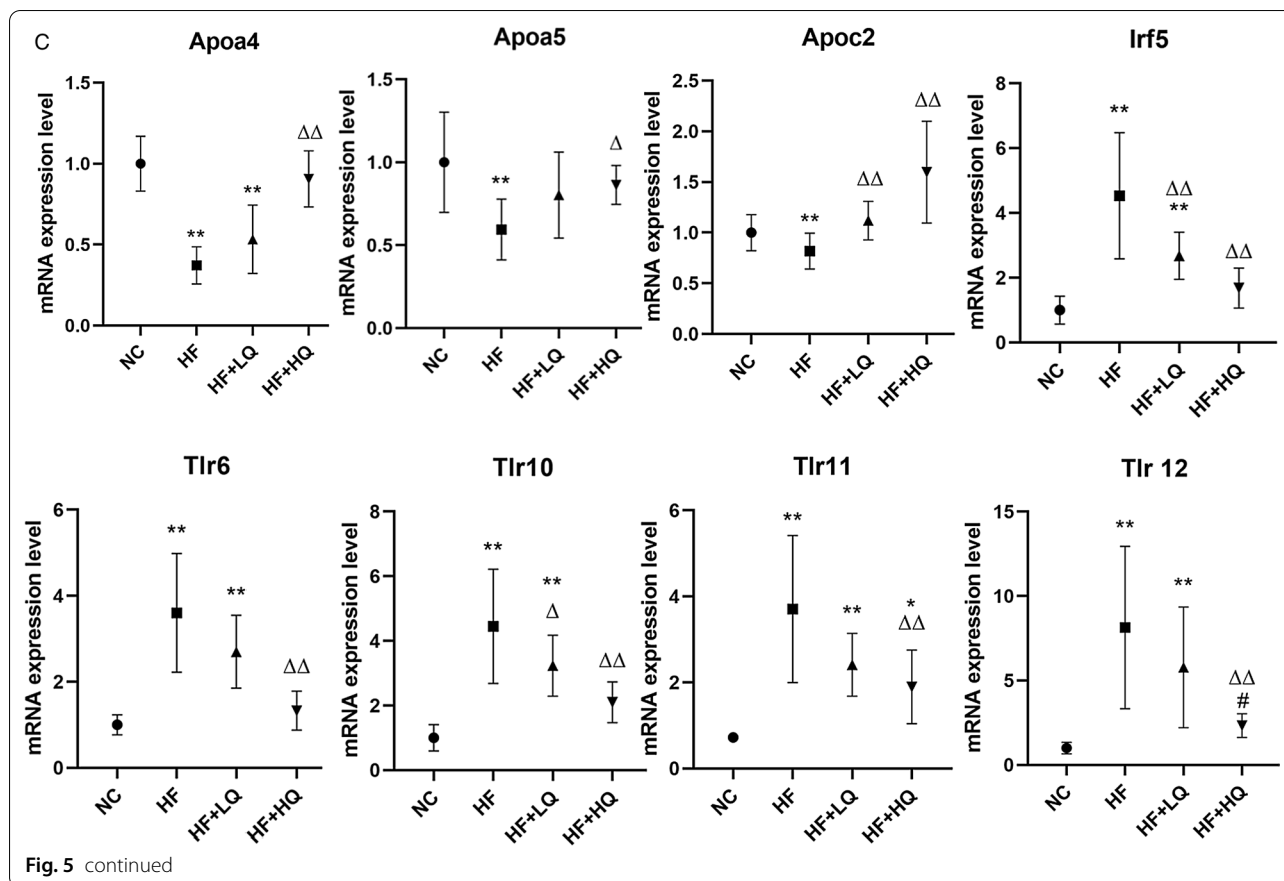 C
Apoa4
mRNA expression level
1.5
1.0
0.5
0.0
**
**
ΔΔ
NC
HF
HF+LQ
HF+HQ
Apoa5
mRNA expression level
1.5
1.0
0.5
0.0
**
Δ
NC
HF
HF+LQ
HF+HQ
Apoc2
mRNA expression level
2.5
2.0
1.5
1.0
0.5
0.0
**
ΔΔ
ΔΔ
NC
HF
HF+LQ
HF+HQ
Irf5
mRNA expression level
8
6
4
2
0
**
ΔΔ
**
ΔΔ
NC
HF
HF+LQ
HF+HQ
Tlr6
mRNA expression level
6
4
2
0
**
**
ΔΔ
NC
HF
HF+LQ
HF+HQ
Tlr10
mRNA expression level
8
6
4
2
0
**
**
Δ
ΔΔ
NC
HF
HF+LQ
HF+HQ
Tlr11
mRNA expression level
6
4
2
0
**
**
*
ΔΔ
NC
HF
HF+LQ
HF+HQ
Tlr 12
mRNA expression level
15
10
5
0
**
**
ΔΔ
#
NC
HF
HF+LQ
HF+HQ
Fig. 5 continued